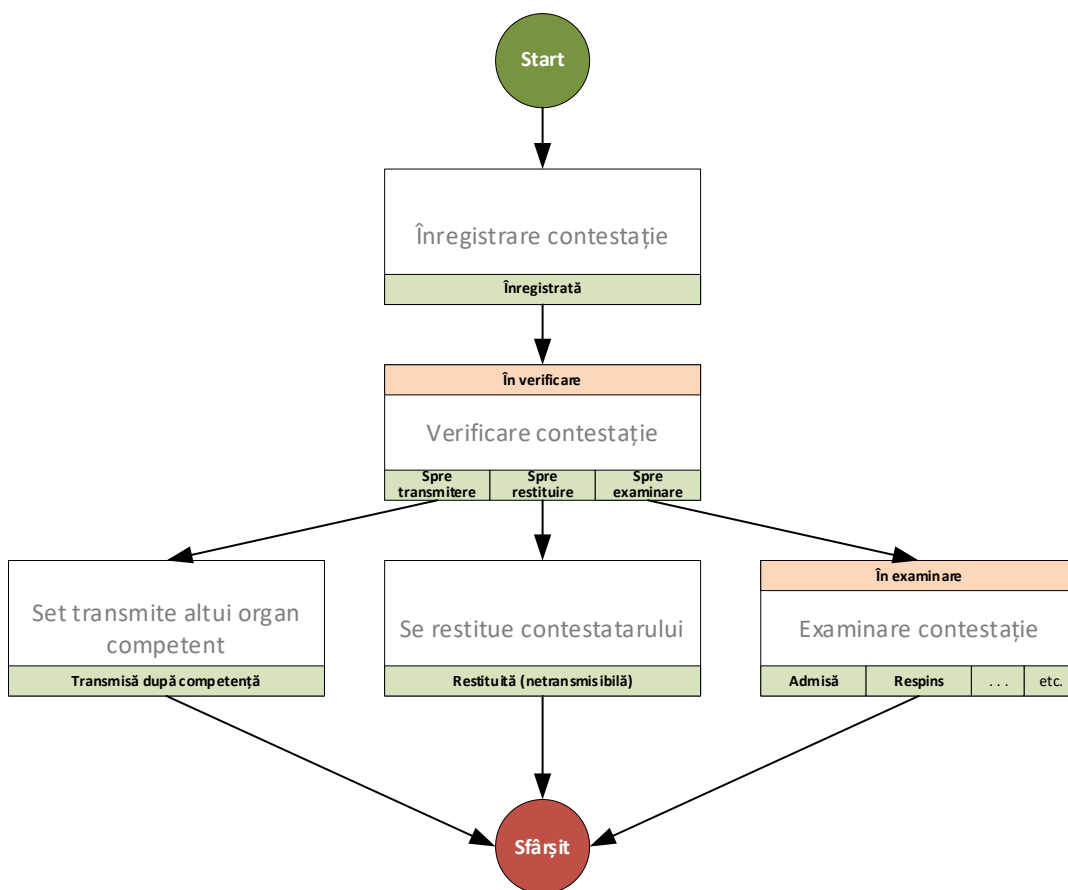 Start
Înregistrare contestație
Înregistrată
În verificare
Verificare contestație
Spre
transmitere
Spre
restituire
Spre
examinare
Set transmite altui organ
competent
Transmisă după competență
Se restitue contestatarului
Restituită (netransmisibilă)
În examinare
Examinare contestație
Admisă
Respins
. . .
etc.
Sfârșit